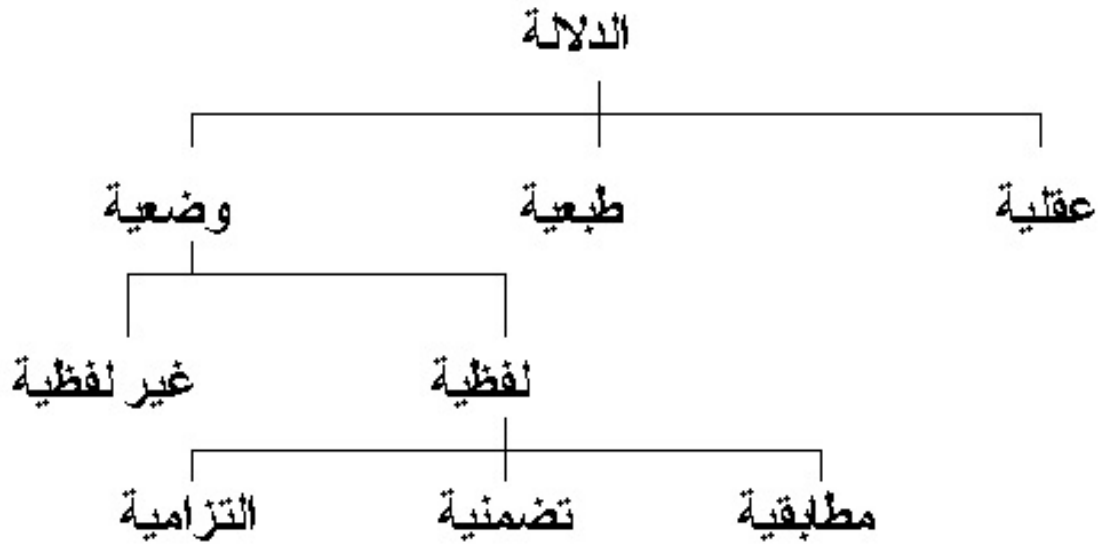 الدلالة
عقلية طبعية وضعية
لفظية غير لفظية
مطابقية تضمنية التزامية